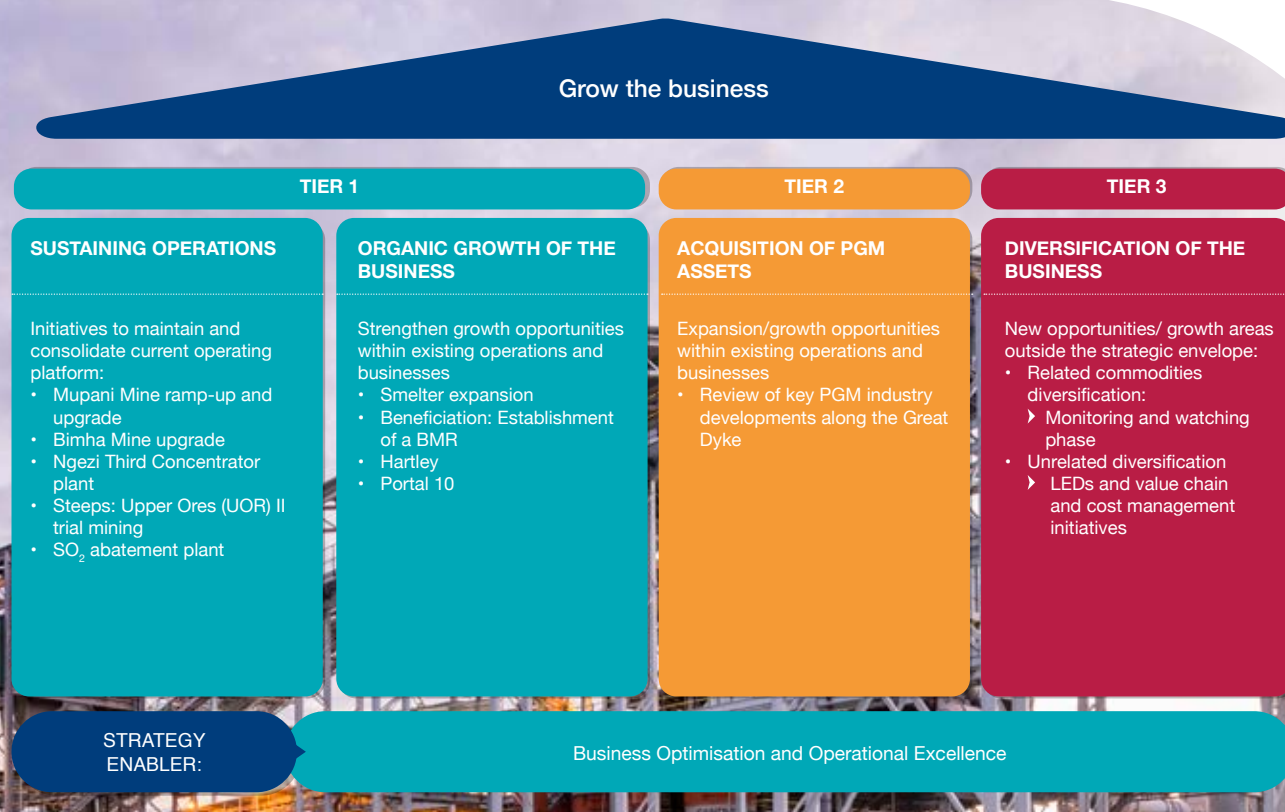 Grow the business
TIER 1
TIER 2
TIER 3
SUSTAINING OPERATIONS
Initiatives to maintain and
consolidate current operating
platform:
• Mupani Mine ramp-up and
upgrade
• Bimha Mine upgrade
• Ngezi Third Concentrator
plant
• Steeps: Upper Ores (UOR) II
trial mining
• SO₂ abatement plant
ORGANIC GROWTH OF THE
BUSINESS
Strengthen growth opportunities
within existing operations and
businesses
• Smelter expansion
• Beneficiation: Establishment
of a BMR
• Hartley
• Portal 10
ACQUISITION OF PGM
ASSETS
Expansion/growth opportunities
within existing operations and
businesses
• Review of key PGM industry
developments along the Great
Dyke
DIVERSIFICATION OF THE
BUSINESS
New opportunities/ growth areas
outside the strategic envelope:
• Related commodities
diversification:
Monitoring and watching
phase
• Unrelated diversification
LEDs and value chain
and cost management
initiatives
STRATEGY
ENABLER:
Business Optimisation and Operational Excellence